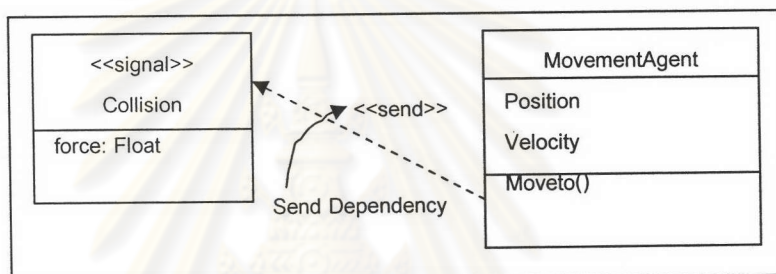 <<signal>>
Collision
force: Float
<<send>>
Send Dependency
MovementAgent
Position
Velocity
Moveto()